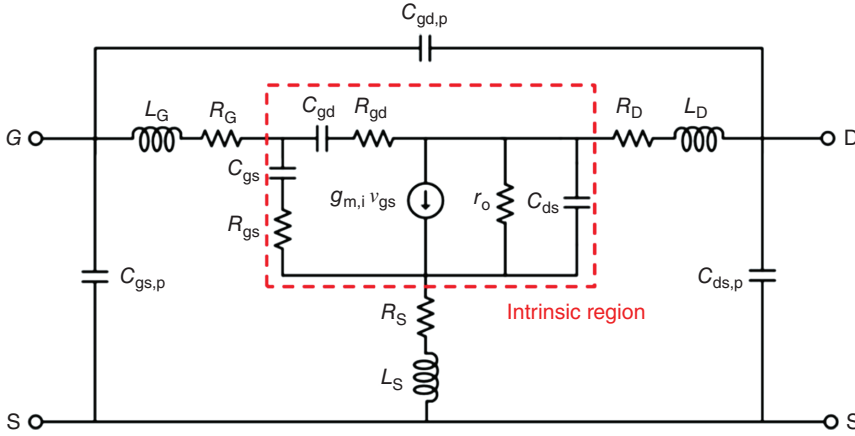 C_gd,p
L_G R_G C_gd R_gd R_D L_D
G D
C_gs g_m,i v_gs r_o C_ds
R_gs
C_gs,p C_ds,p
R_S Intrinsic region
L_S
S S